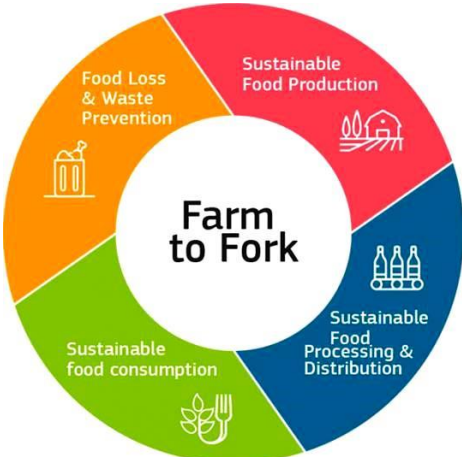 Farm
to Fork
Sustainable
Food Production
Sustainable
Food
Processing &
Distribution
Sustainable
food consumption
Food Loss
& Waste
Prevention